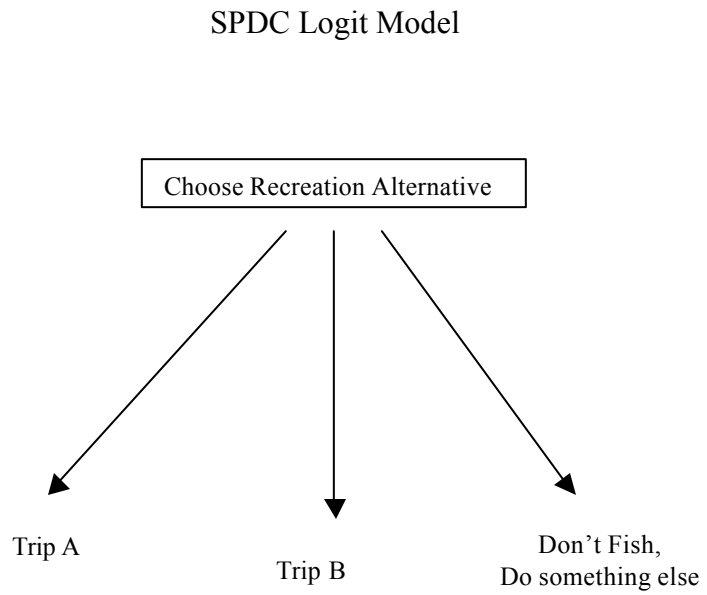 SPDC Logit Model
Choose Recreation Alternative
Trip A
Trip B
Don’t Fish,
Do something else